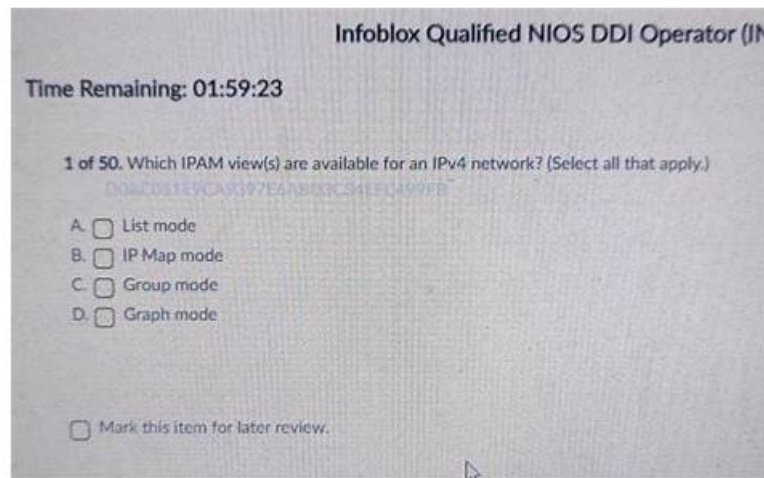 Infoblox Qualified NIOS DDI Operator (IN
Time Remaining: 01:59:23
1 of 50. Which IPAM view(s) are available for an IPv4 network? (Select all that apply.)
A. List mode
B. IP Map mode
C. Group mode
D. Graph mode
Mark this item for later review.